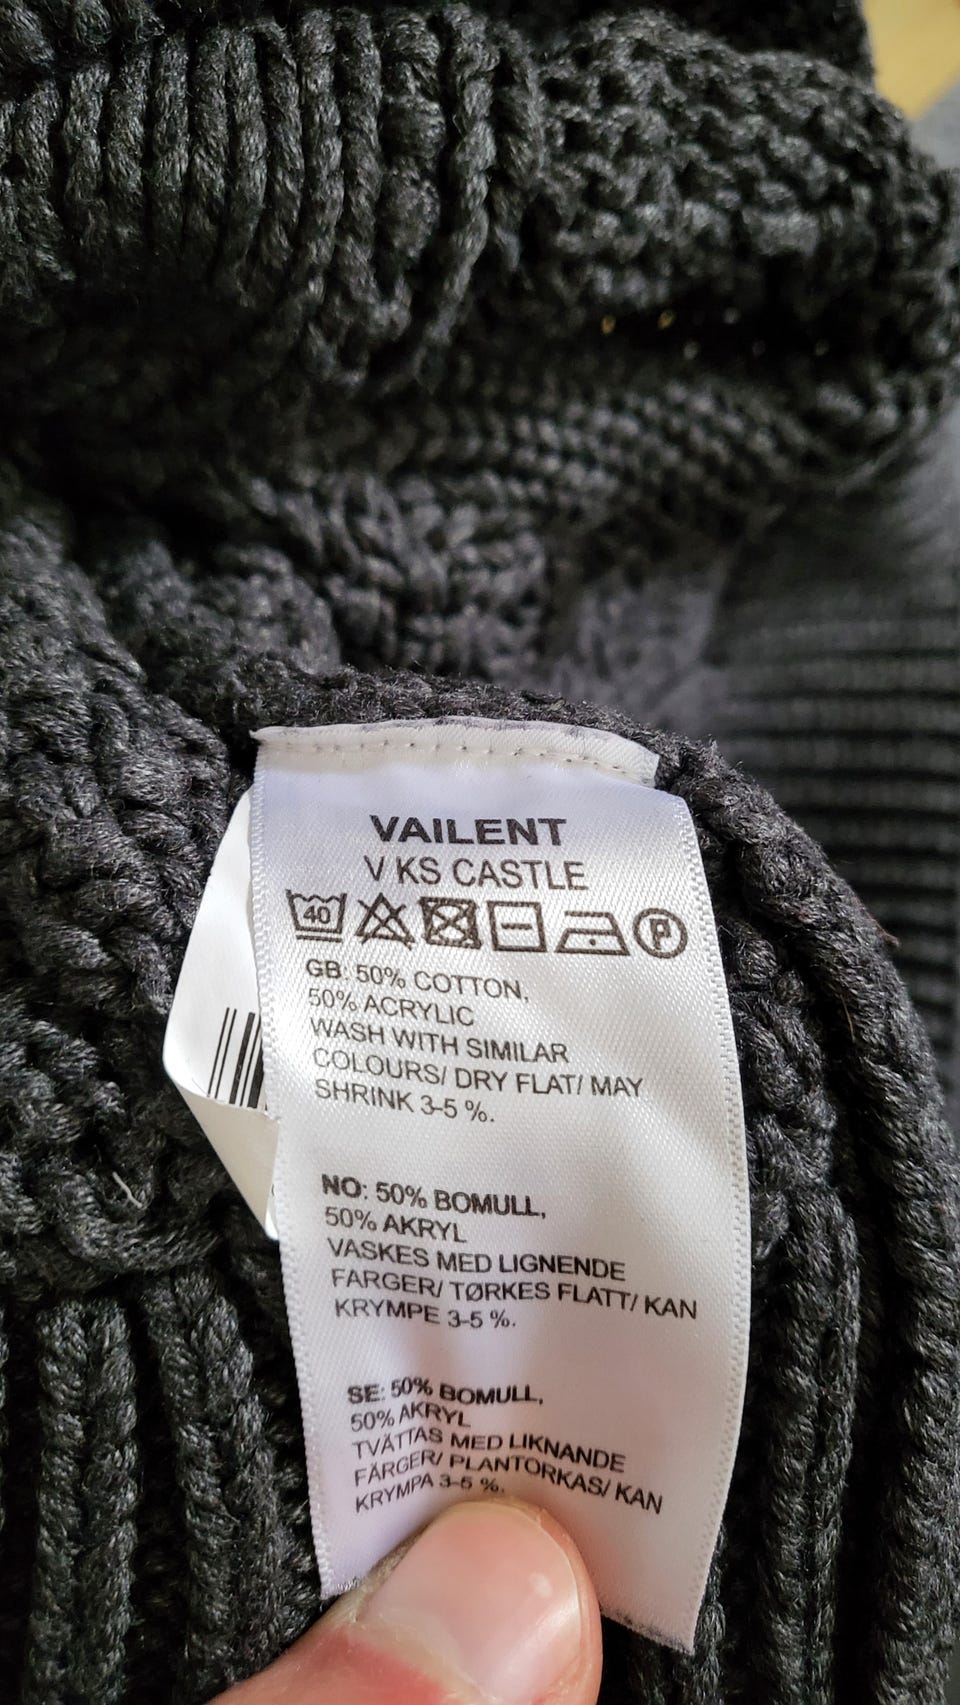 VAILENT
V KS CASTLE
40 P
GB: 50% COTTON,
50% ACRYLIC
WASH WITH SIMILAR
COLOURS/ DRY FLAT/ MAY
SHRINK 3-5 %.
NO: 50% BOMULL,
50% AKRYL
VASKES MED LIGNENDE
FARGER/ TØRKES FLATT/ KAN
KRYMPE 3-5 %.
SE: 50% BOMULL,
50% AKRYL
TVÄTTAS MED LIKNANDE
FÄRGER/ PLANTORKAS/ KAN
KRYMPA 3-5 %.